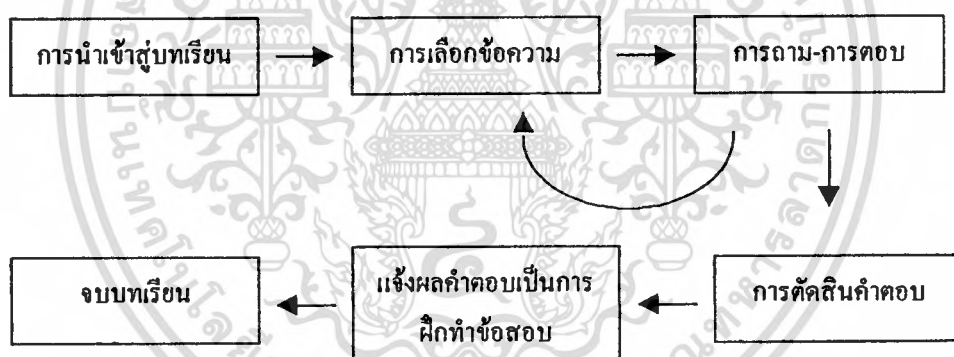 การนำเข้าสู่บทเรียน
การเลือกข้อความ
การถาม-การตอบ
การตัดสินคำตอบ
แจ้งผลคำตอบเป็นการ
ฝึกทำข้อสอบ
จบบทเรียน